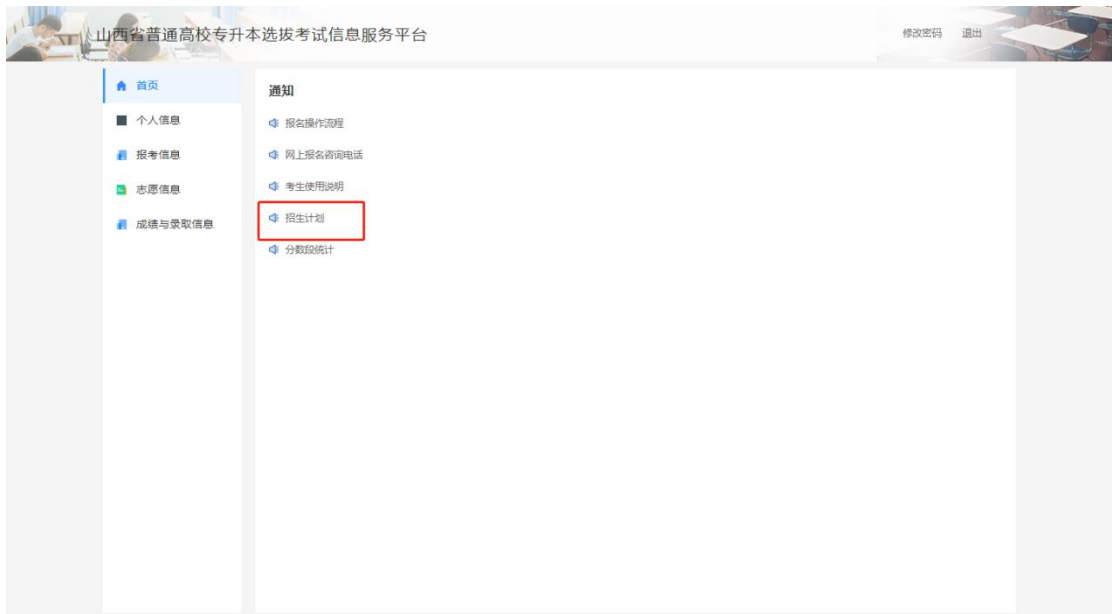 山西省普通高校专升本选拔考试信息服务平台
修改密码 退出
首页
个人信息
报考信息
志愿信息
成绩与录取信息
通知
报名操作流程
网上报名咨询电话
考生使用说明
招生计划
分数段统计